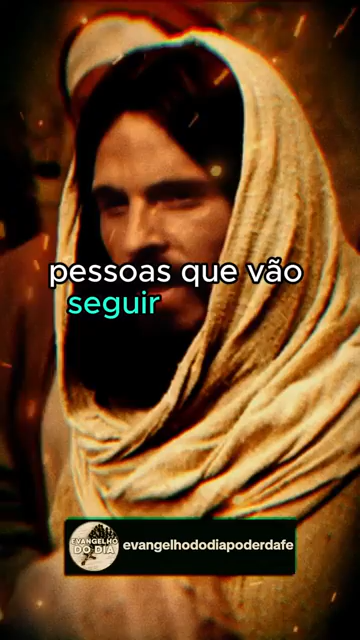 pessoas que vão
seguir
EVANGELHO
DO DIA
evangelhododiapoderdafe